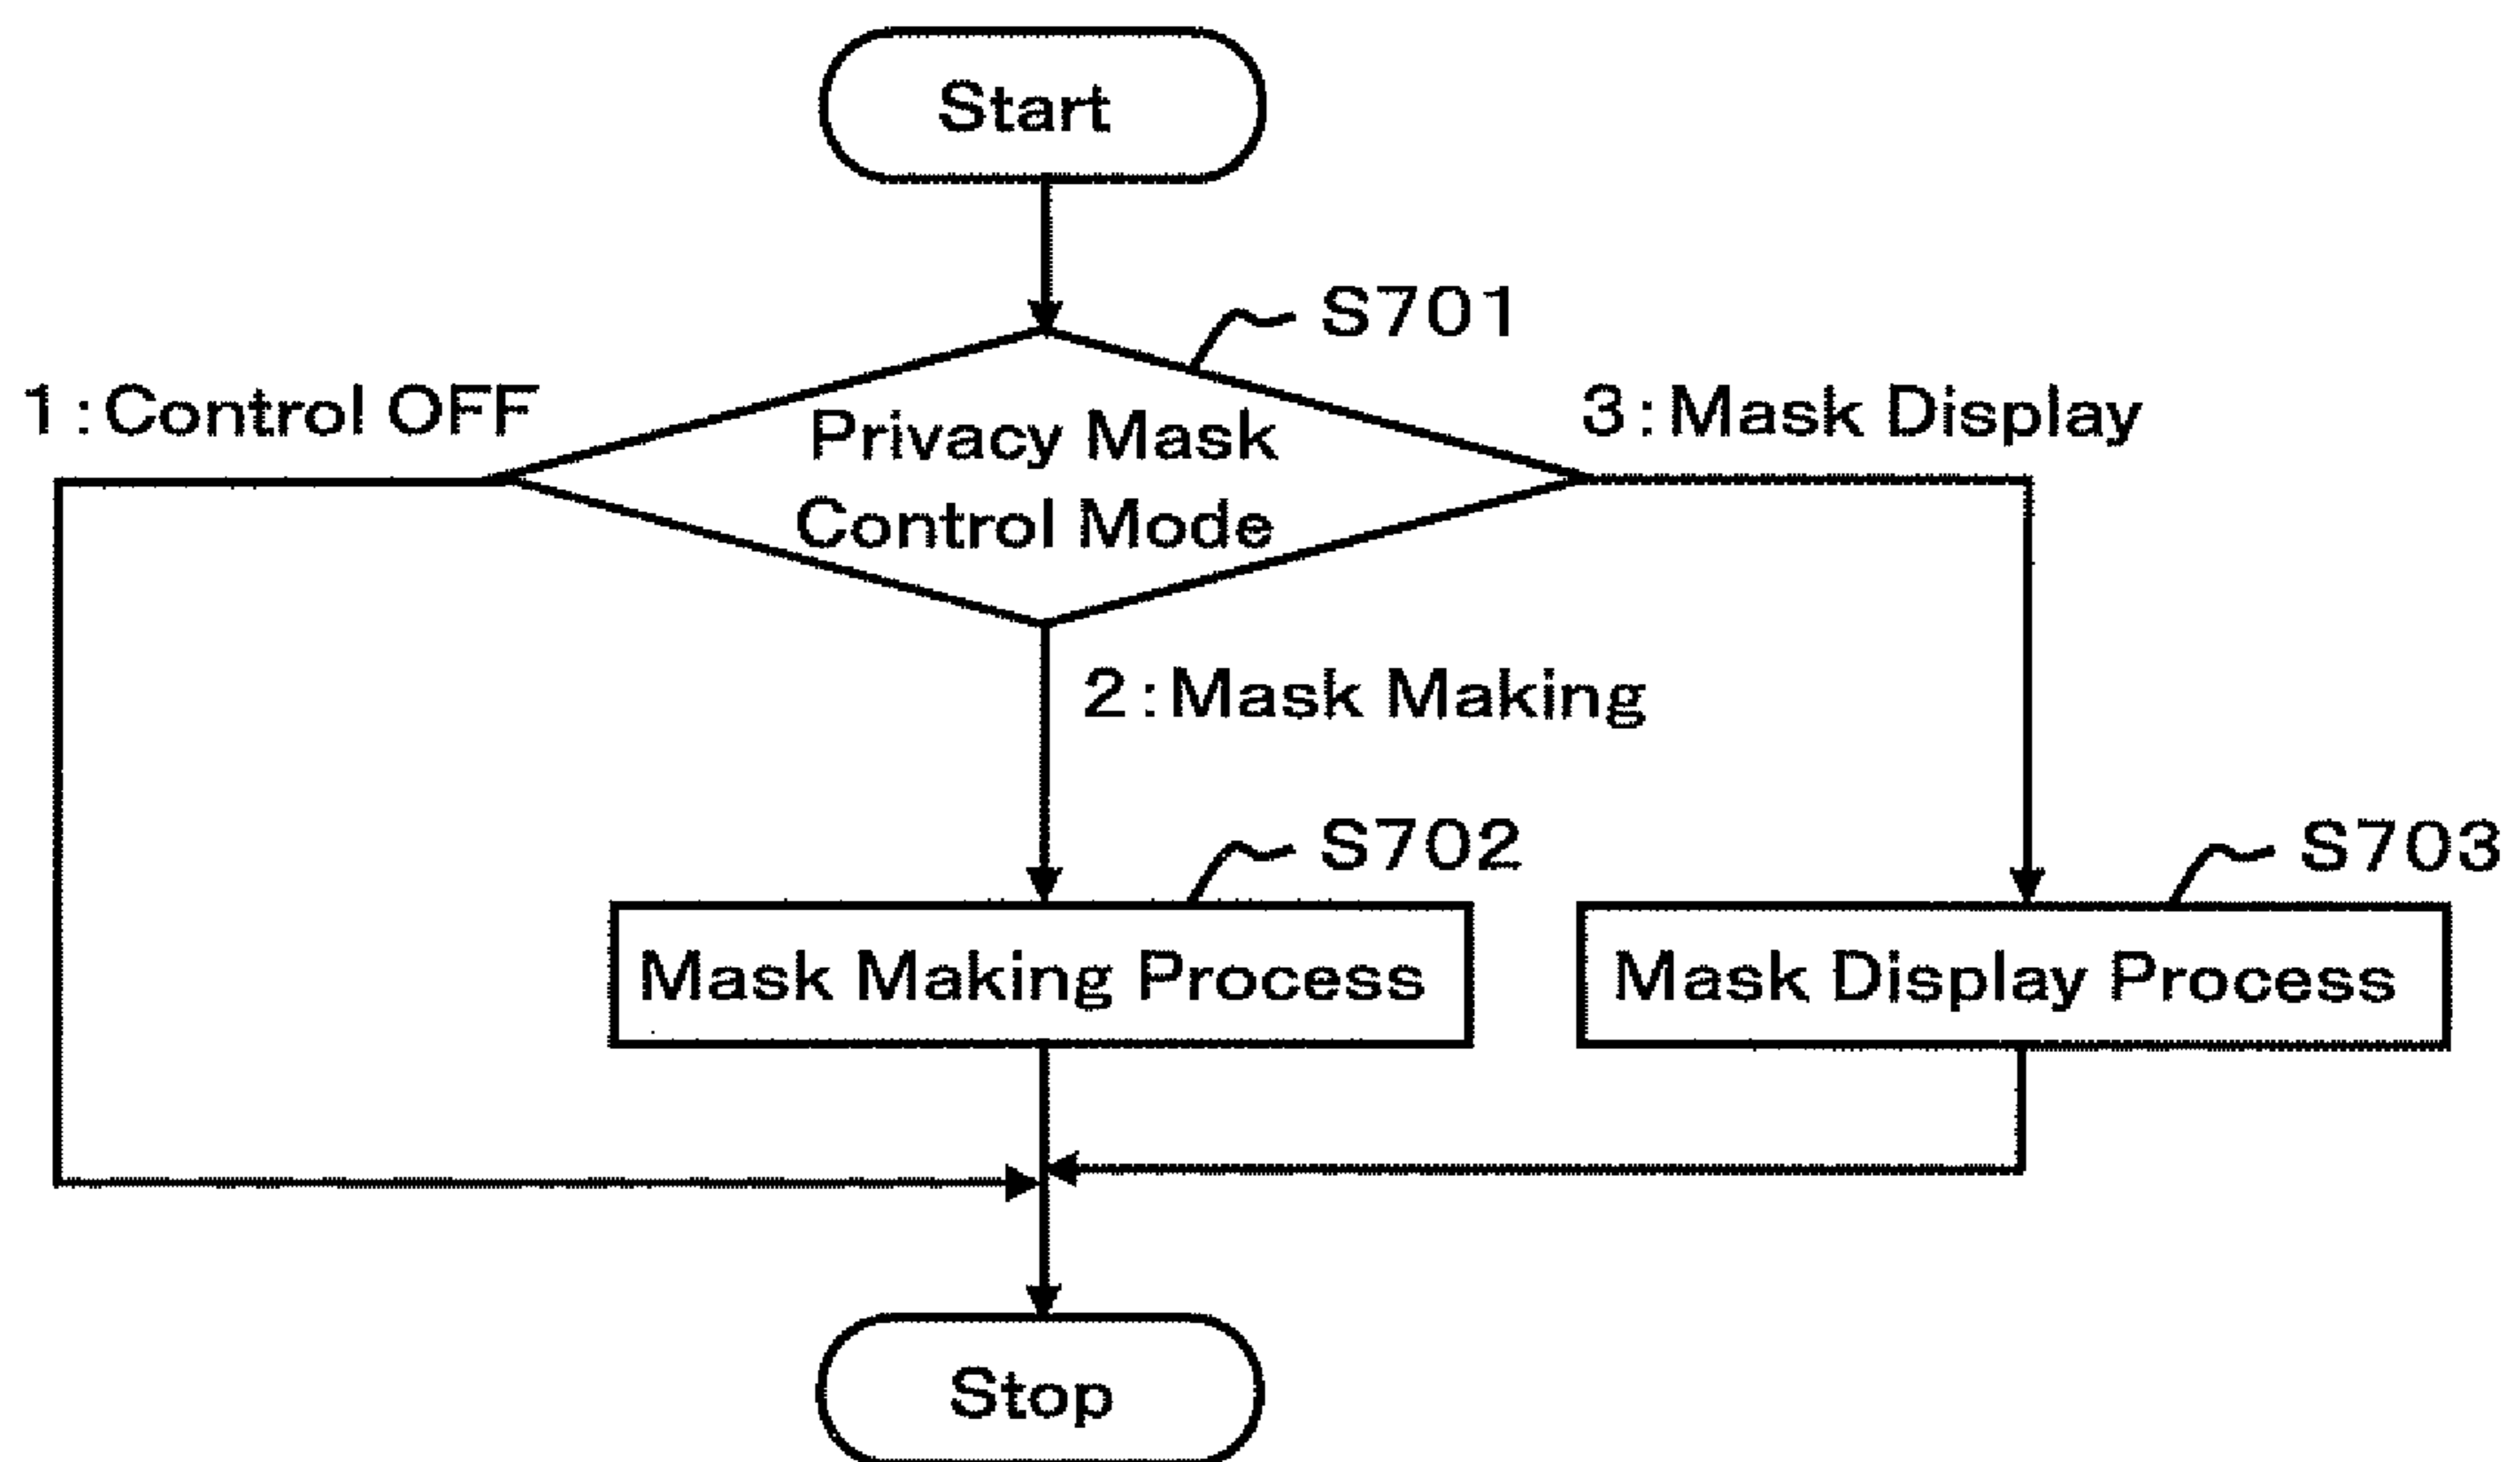 Start
S701
1:Control OFF
Privacy Mask
Control Mode
3:Mask Display
2:Mask Making
S702
S703
Mask Making Process
Mask Display Process
Stop